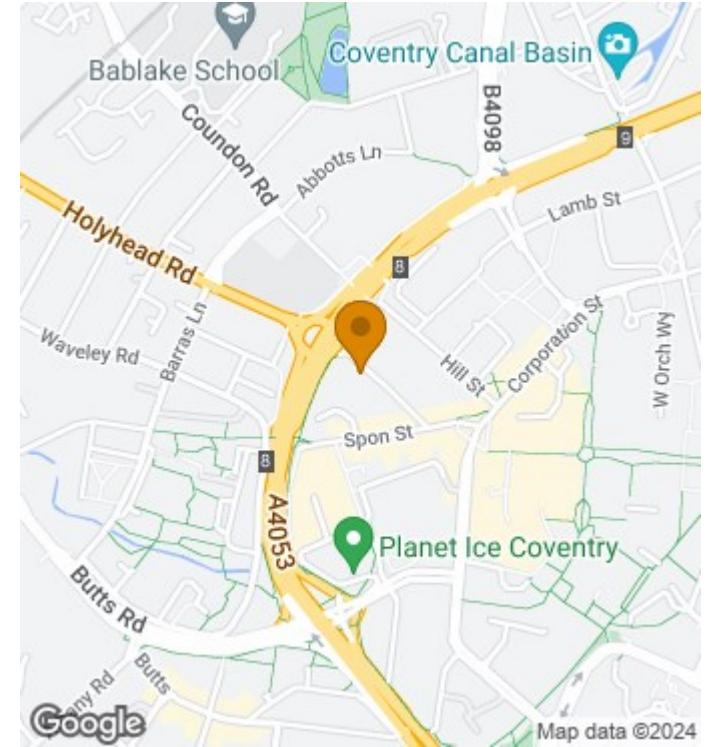 Bablake School
Coventry Canal Basin
B4098
9
Coundon Rd
Abbotts Ln
Lamb St
Holyhead Rd
8
Waveley Rd
Barras Ln
Hill St
Corporation St
W Orch Wy
Spon St
8
A4053
Planet Ice Coventry
Butts Rd
Butts
any Rd
Google
Map data ©2024